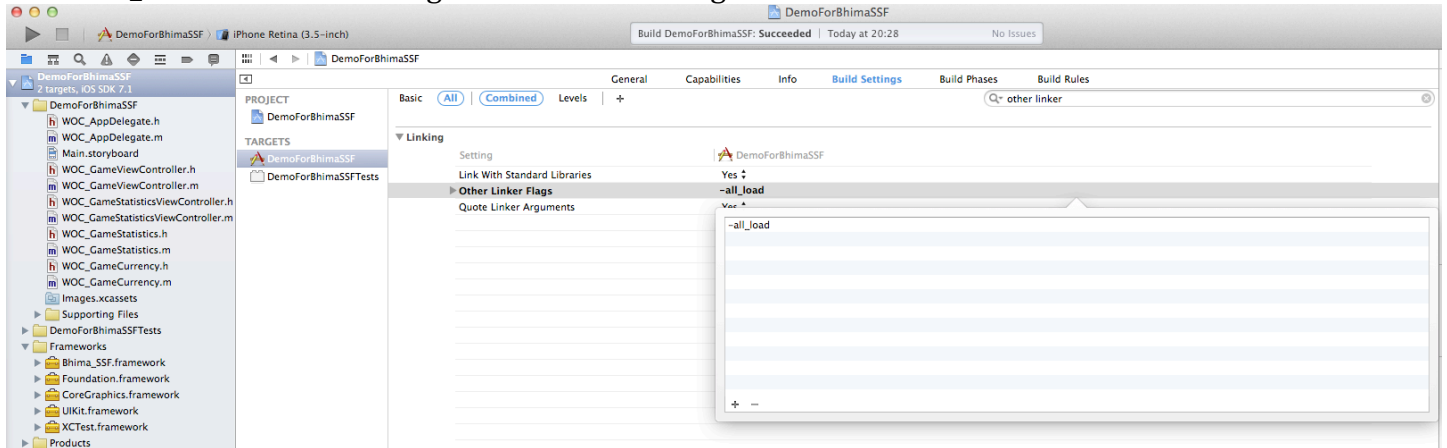 DemoForBhimaSSF
DemoForBhimaSSF iPhone Retina (3.5-inch)
Build DemoForBhimaSSF: Succeeded | Today at 20:28 No Issues
DemoForBhimaSSF
DemoForBhimaSSF
2 targets, iOS SDK 7.1
DemoForBhimaSSF
h WOC_AppDelegate.h
m WOC_AppDelegate.m
Main.storyboard
h WOC_GameViewController.h
m WOC_GameViewController.m
h WOC_GameStatisticsViewController.h
m WOC_GameStatisticsViewController.m
h WOC_GameStatistics.h
m WOC_GameStatistics.m
h WOC_GameCurrency.h
m WOC_GameCurrency.m
Images.xcassets
Supporting Files
DemoForBhimaSSFTests
Frameworks
Bhima_SSF.framework
Foundation.framework
CoreGraphics.framework
UIKit.framework
XCTest.framework
Products
General Capabilities Info Build Settings Build Phases Build Rules
PROJECT
DemoForBhimaSSF
TARGETS
DemoForBhimaSSF
DemoForBhimaSSFTests
Basic All Combined Levels + other linker
Linking
Setting DemoForBhimaSSF
Link With Standard Libraries Yes
Other Linker Flags -all_load
Quote Linker Arguments Yes
-all_load
+ −